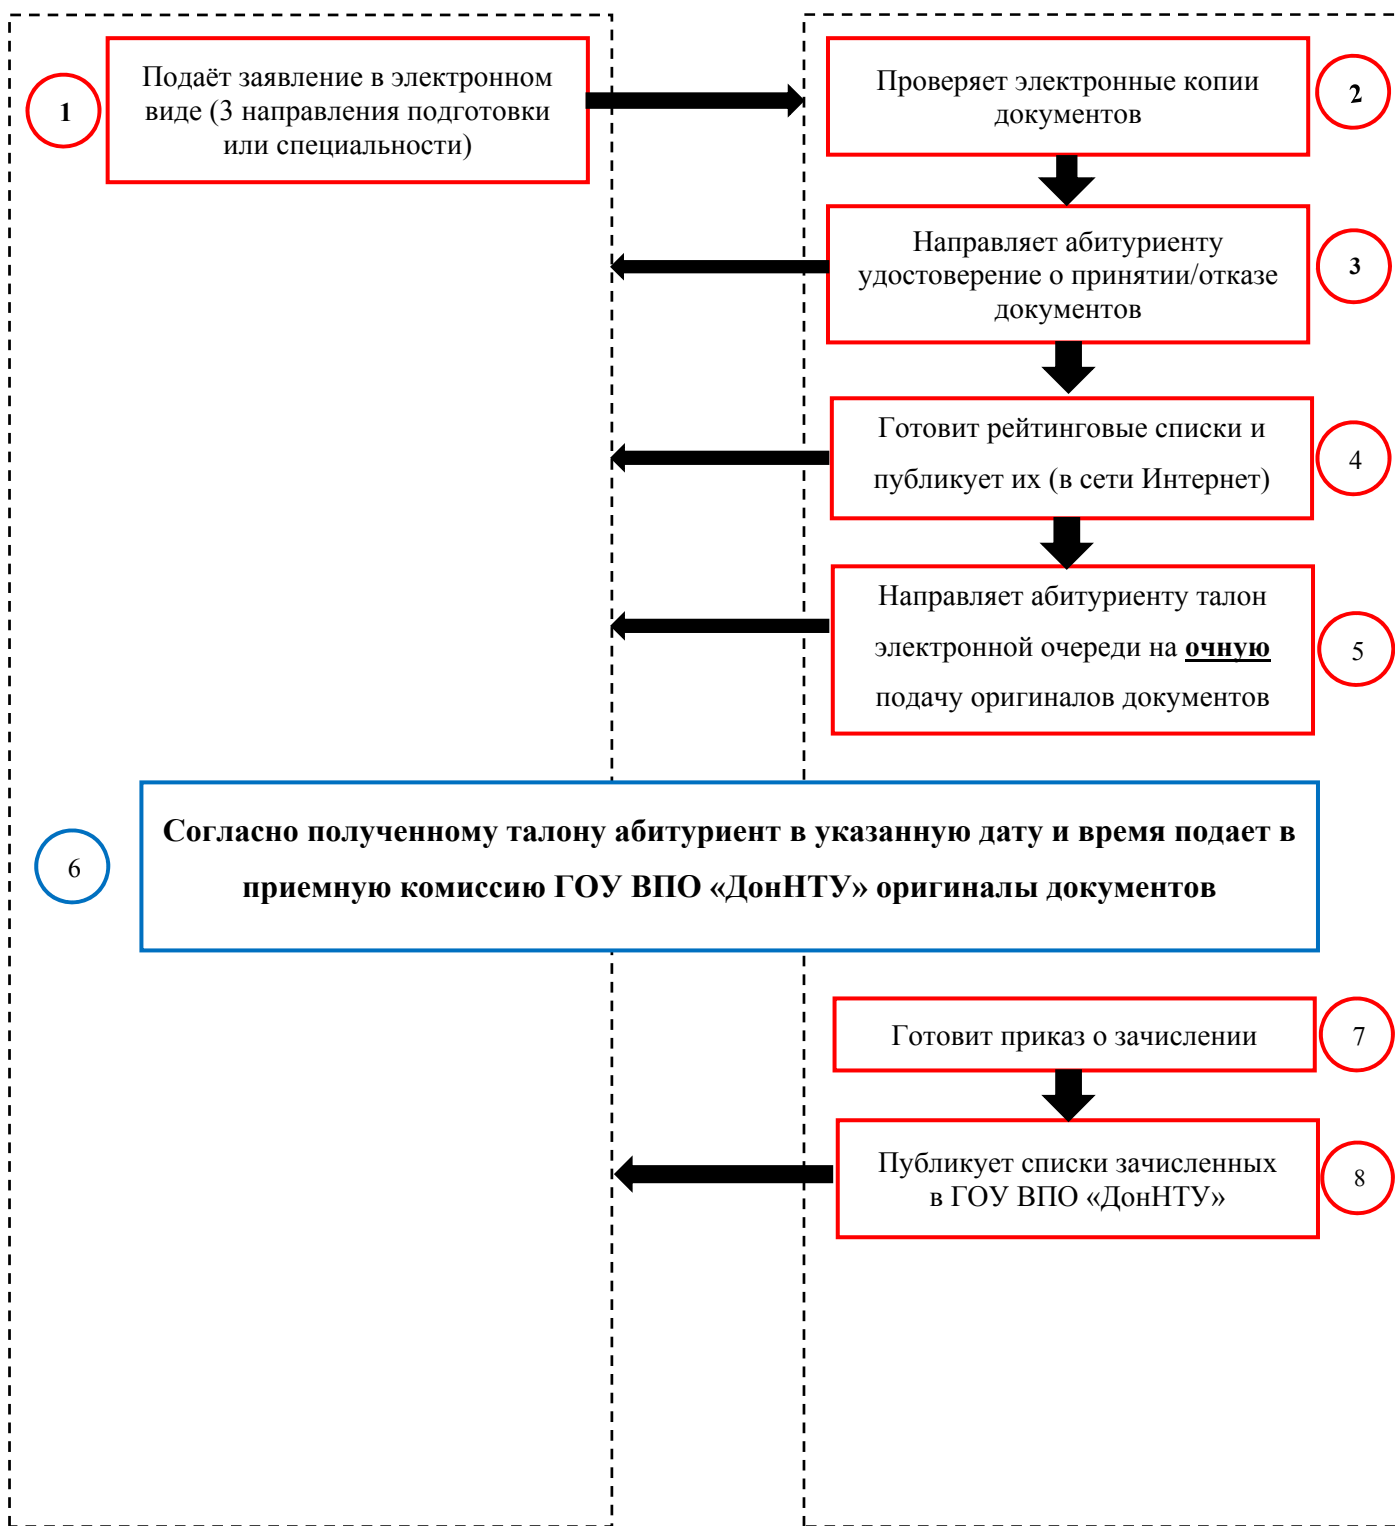 1
Подаёт заявление в электронном
виде (3 направления подготовки
или специальности)
Проверяет электронные копии
документов
2
Направляет абитуриенту
удостоверение о принятии/отказе
документов
3
Готовит рейтинговые списки и
публикует их (в сети Интернет)
4
Направляет абитуриенту талон
электронной очереди на очную
подачу оригиналов документов
5
6
Согласно полученному талону абитуриент в указанную дату и время подает в
приемную комиссию ГОУ ВПО «ДонНТУ» оригиналы документов
Готовит приказ о зачислении
7
Публикует списки зачисленных
в ГОУ ВПО «ДонНТУ»
8